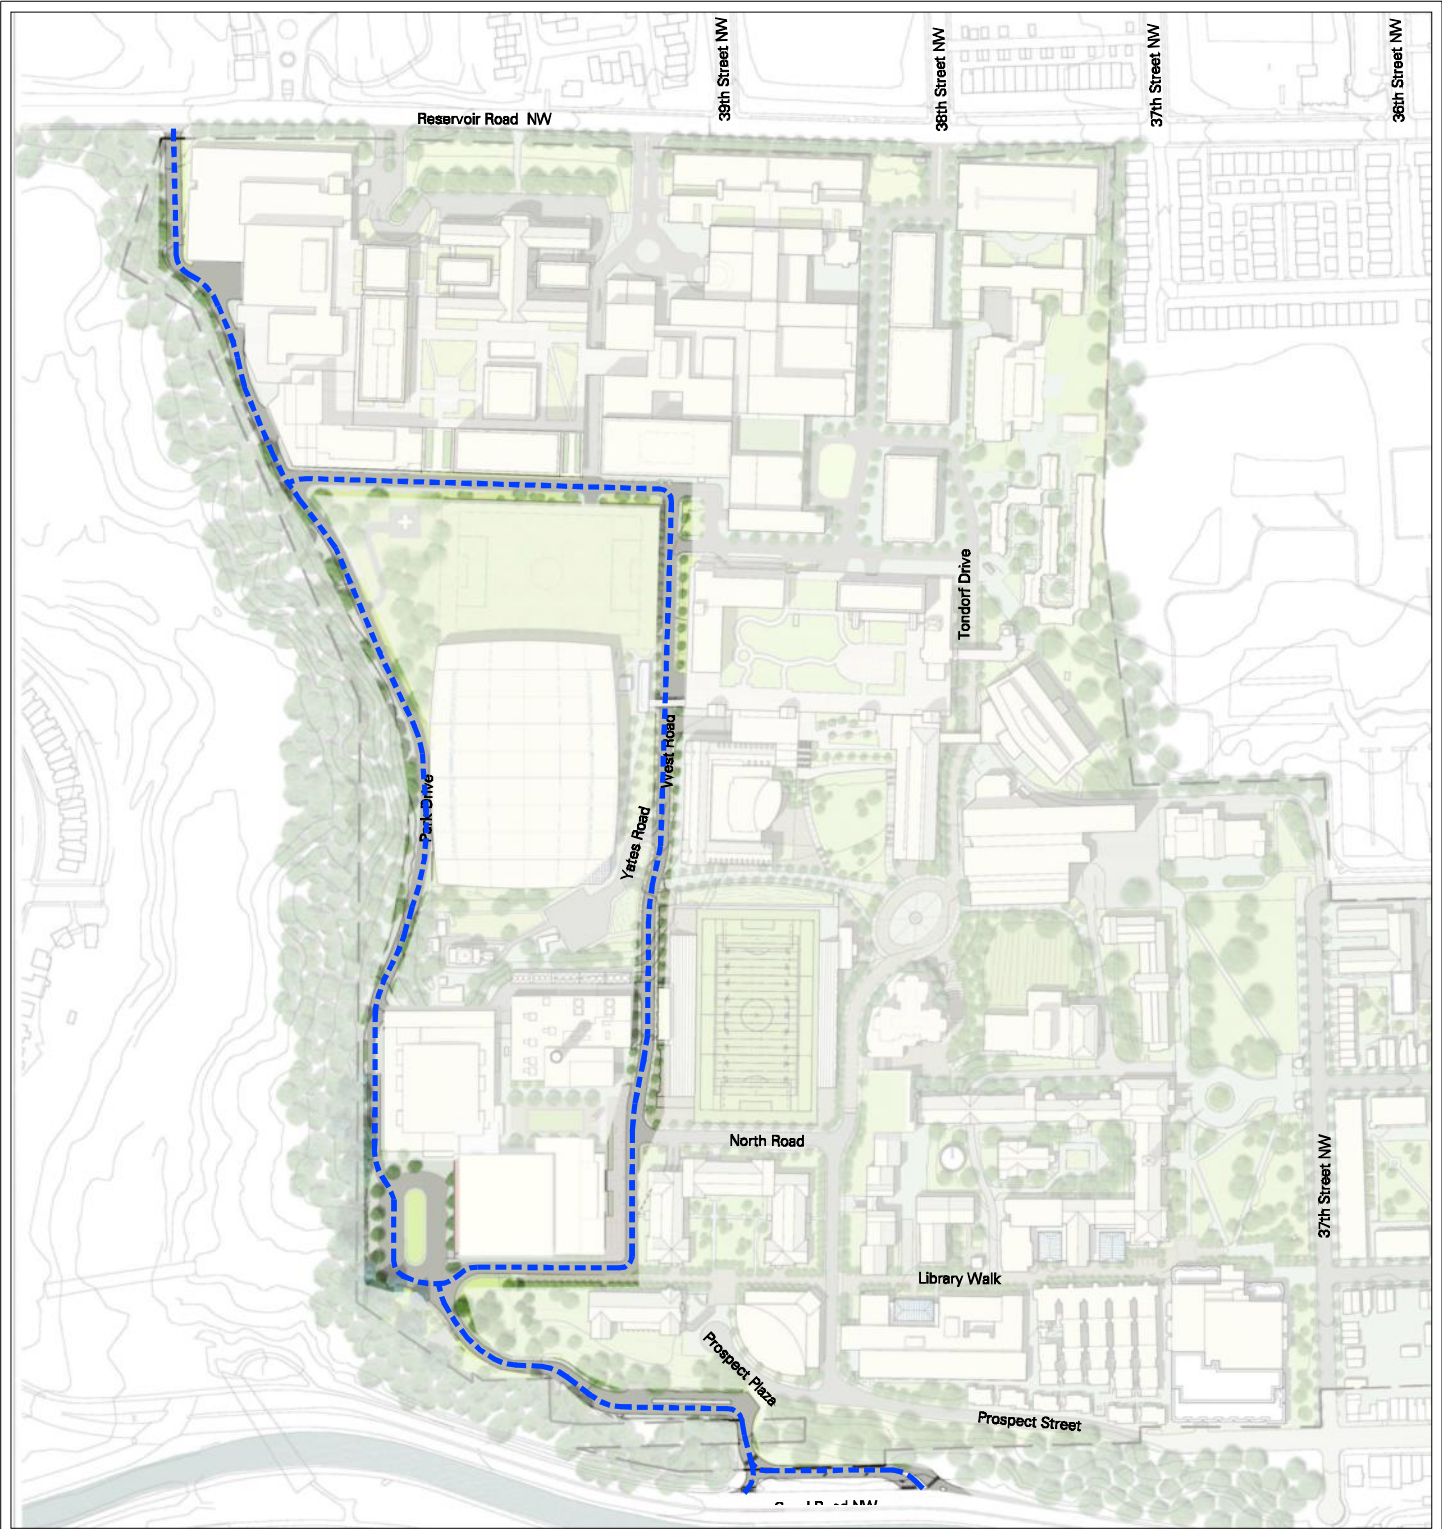 39th Street NW
38th Street NW
37th Street NW
36th Street NW
Reservoir Road NW
Tondorf Drive
West Road
Park Drive
Yates Road
North Road
37th Street NW
Library Walk
Prospect Plaza
Prospect Street
NW